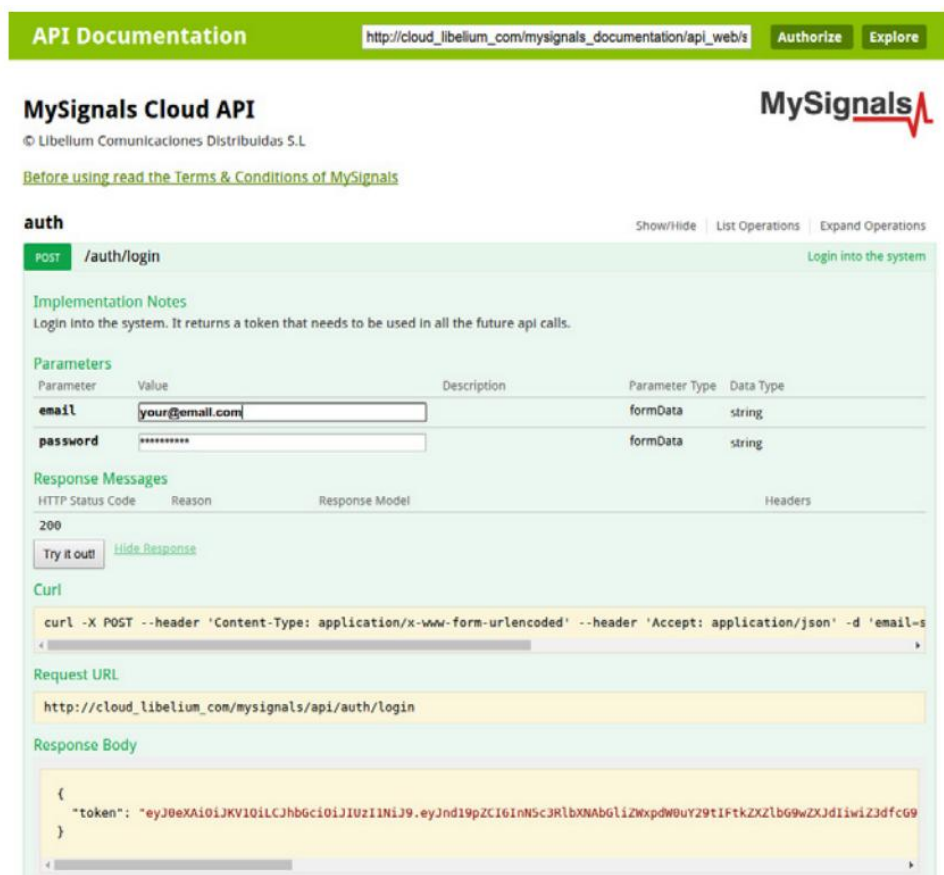 API Documentation http://cloud_libelium_com/mysignals_documentation/api_web/s Authorize Explore
MySignals Cloud API
MySignals
© Libelium Comunicaciones Distribuidas S.L
Before using read the Terms & Conditions of MySignals
auth Show/Hide List Operations Expand Operations
POST /auth/login Login into the system
Implementation Notes
Login into the system. It returns a token that needs to be used in all the future api calls.
Parameters
Parameter Value Description Parameter Type Data Type
email your@email.com formData string
password ********** formData string
Response Messages
HTTP Status Code Reason Response Model Headers
200
Try it out! Hide Response
Curl
curl -X POST --header 'Content-Type: application/x-www-form-urlencoded' --header 'Accept: application/json' -d 'email=s
Request URL
http://cloud_libelium_com/mysignals/api/auth/login
Response Body
{
"token": "eyJ0eXAiOiJKV1QiLCJhbGciOiJIUzI1NiJ9.eyJnd19pZCI6InN5c3RlbXNAbGliZWxpdW0uY29tIFtkZXZlbG9wZXJdIiwiZ3dfcG9
}